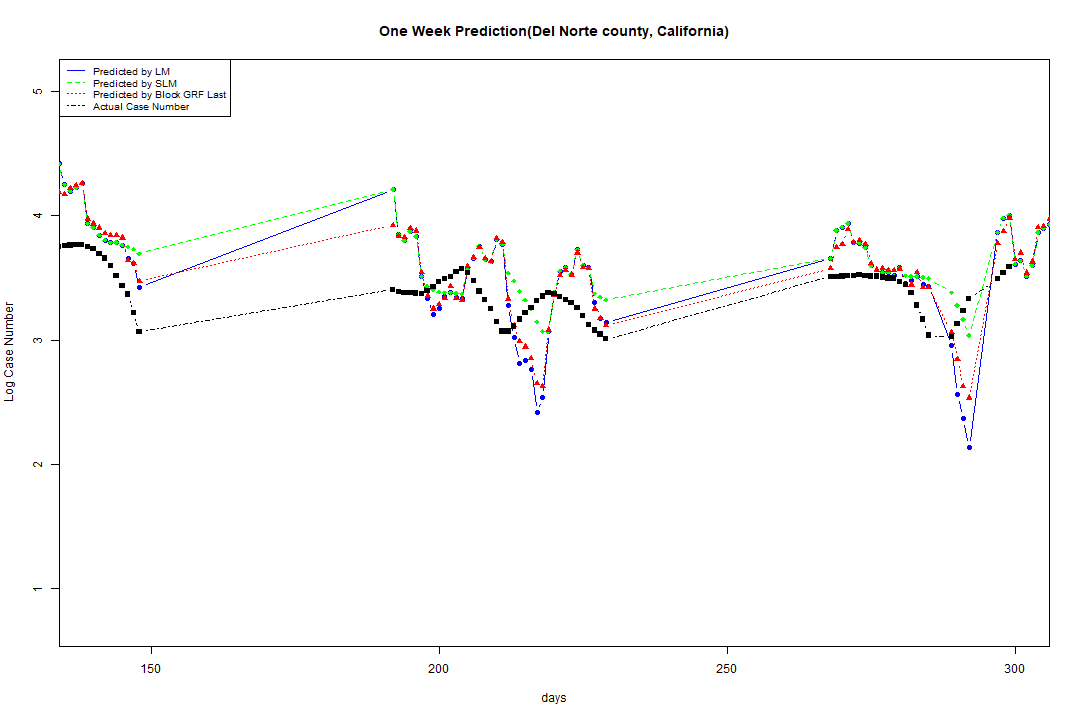 One Week Prediction(Del Norte county, California)
Predicted by LM
Predicted by SLM
Predicted by Block GRF Last
Actual Case Number
5
4
3
2
1
Log Case Number
150
200
250
300
days